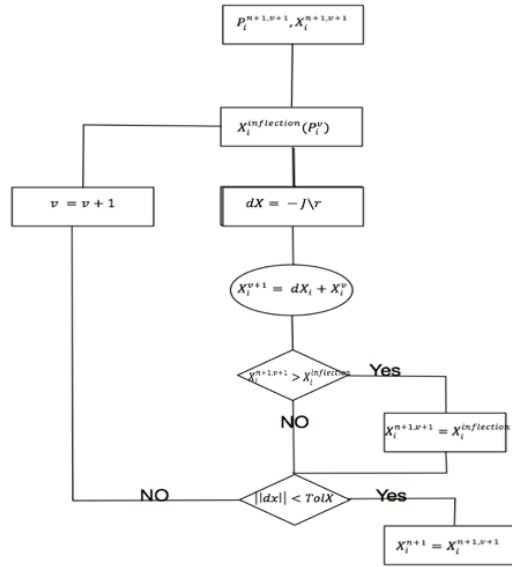 P_i^{n+1,v+1}, X_i^{n+1,v+1}
X_i^{inflection}(P_i^v)
v = v + 1
dX = −J\r
X_i^{v+1} = dX_i + X_i^v
X_i^{n+1,v+1} > X_i^{inflection}
Yes
NO
X_i^{n+1,v+1} = X_i^{inflection}
||dx|| < TolX
NO
Yes
X_i^{n+1} = X_i^{n+1,v+1}